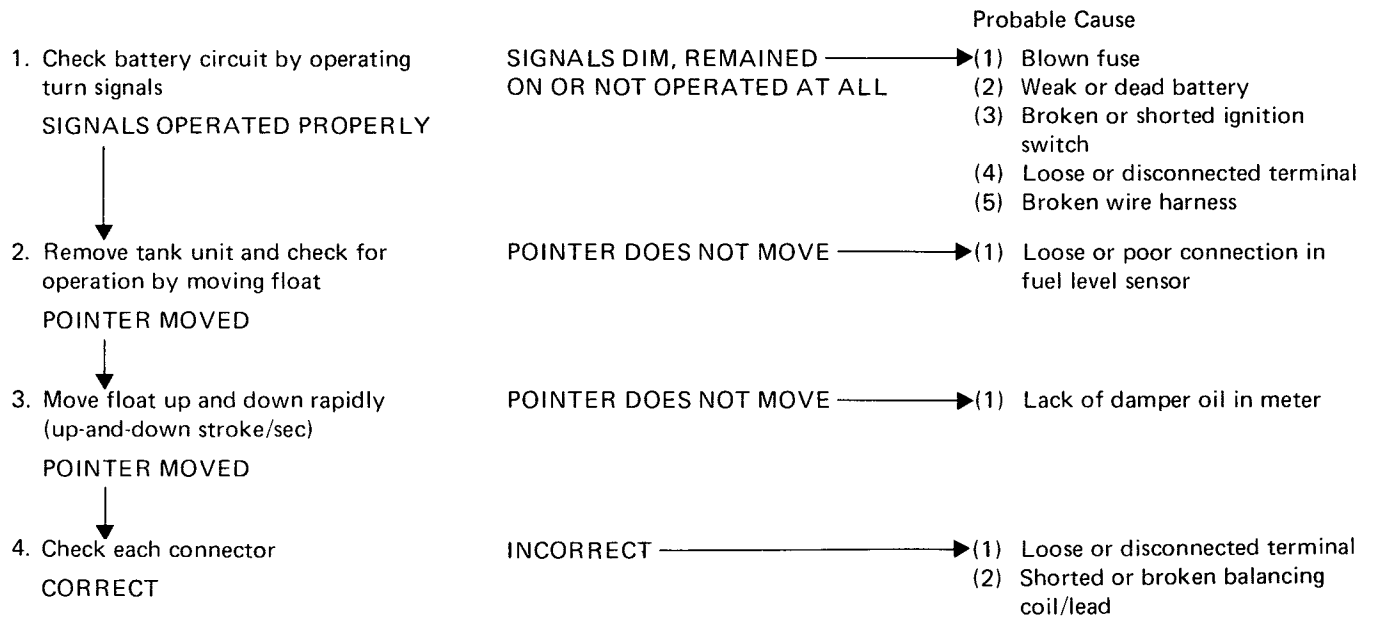 Probable Cause
1. Check battery circuit by operating
turn signals
SIGNALS OPERATED PROPERLY
SIGNALS DIM, REMAINED
ON OR NOT OPERATED AT ALL
(1) Blown fuse
(2) Weak or dead battery
(3) Broken or shorted ignition
switch
(4) Loose or disconnected terminal
(5) Broken wire harness
2. Remove tank unit and check for
operation by moving float
POINTER MOVED
POINTER DOES NOT MOVE
(1) Loose or poor connection in
fuel level sensor
3. Move float up and down rapidly
(up-and-down stroke/sec)
POINTER MOVED
POINTER DOES NOT MOVE
(1) Lack of damper oil in meter
4. Check each connector
CORRECT
INCORRECT
(1) Loose or disconnected terminal
(2) Shorted or broken balancing
coil/lead